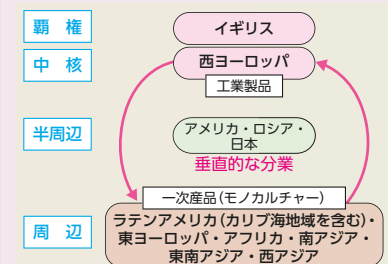 覇権
イギリス
中核
西ヨーロッパ
工業製品
半周辺
アメリカ・ロシア・
日本
垂直的な分業
一次産品(モノカルチャー)
周辺
ラテンアメリカ(カリブ海地域を含む)・
東ヨーロッパ・アフリカ・南アジア・
東南アジア・西アジア